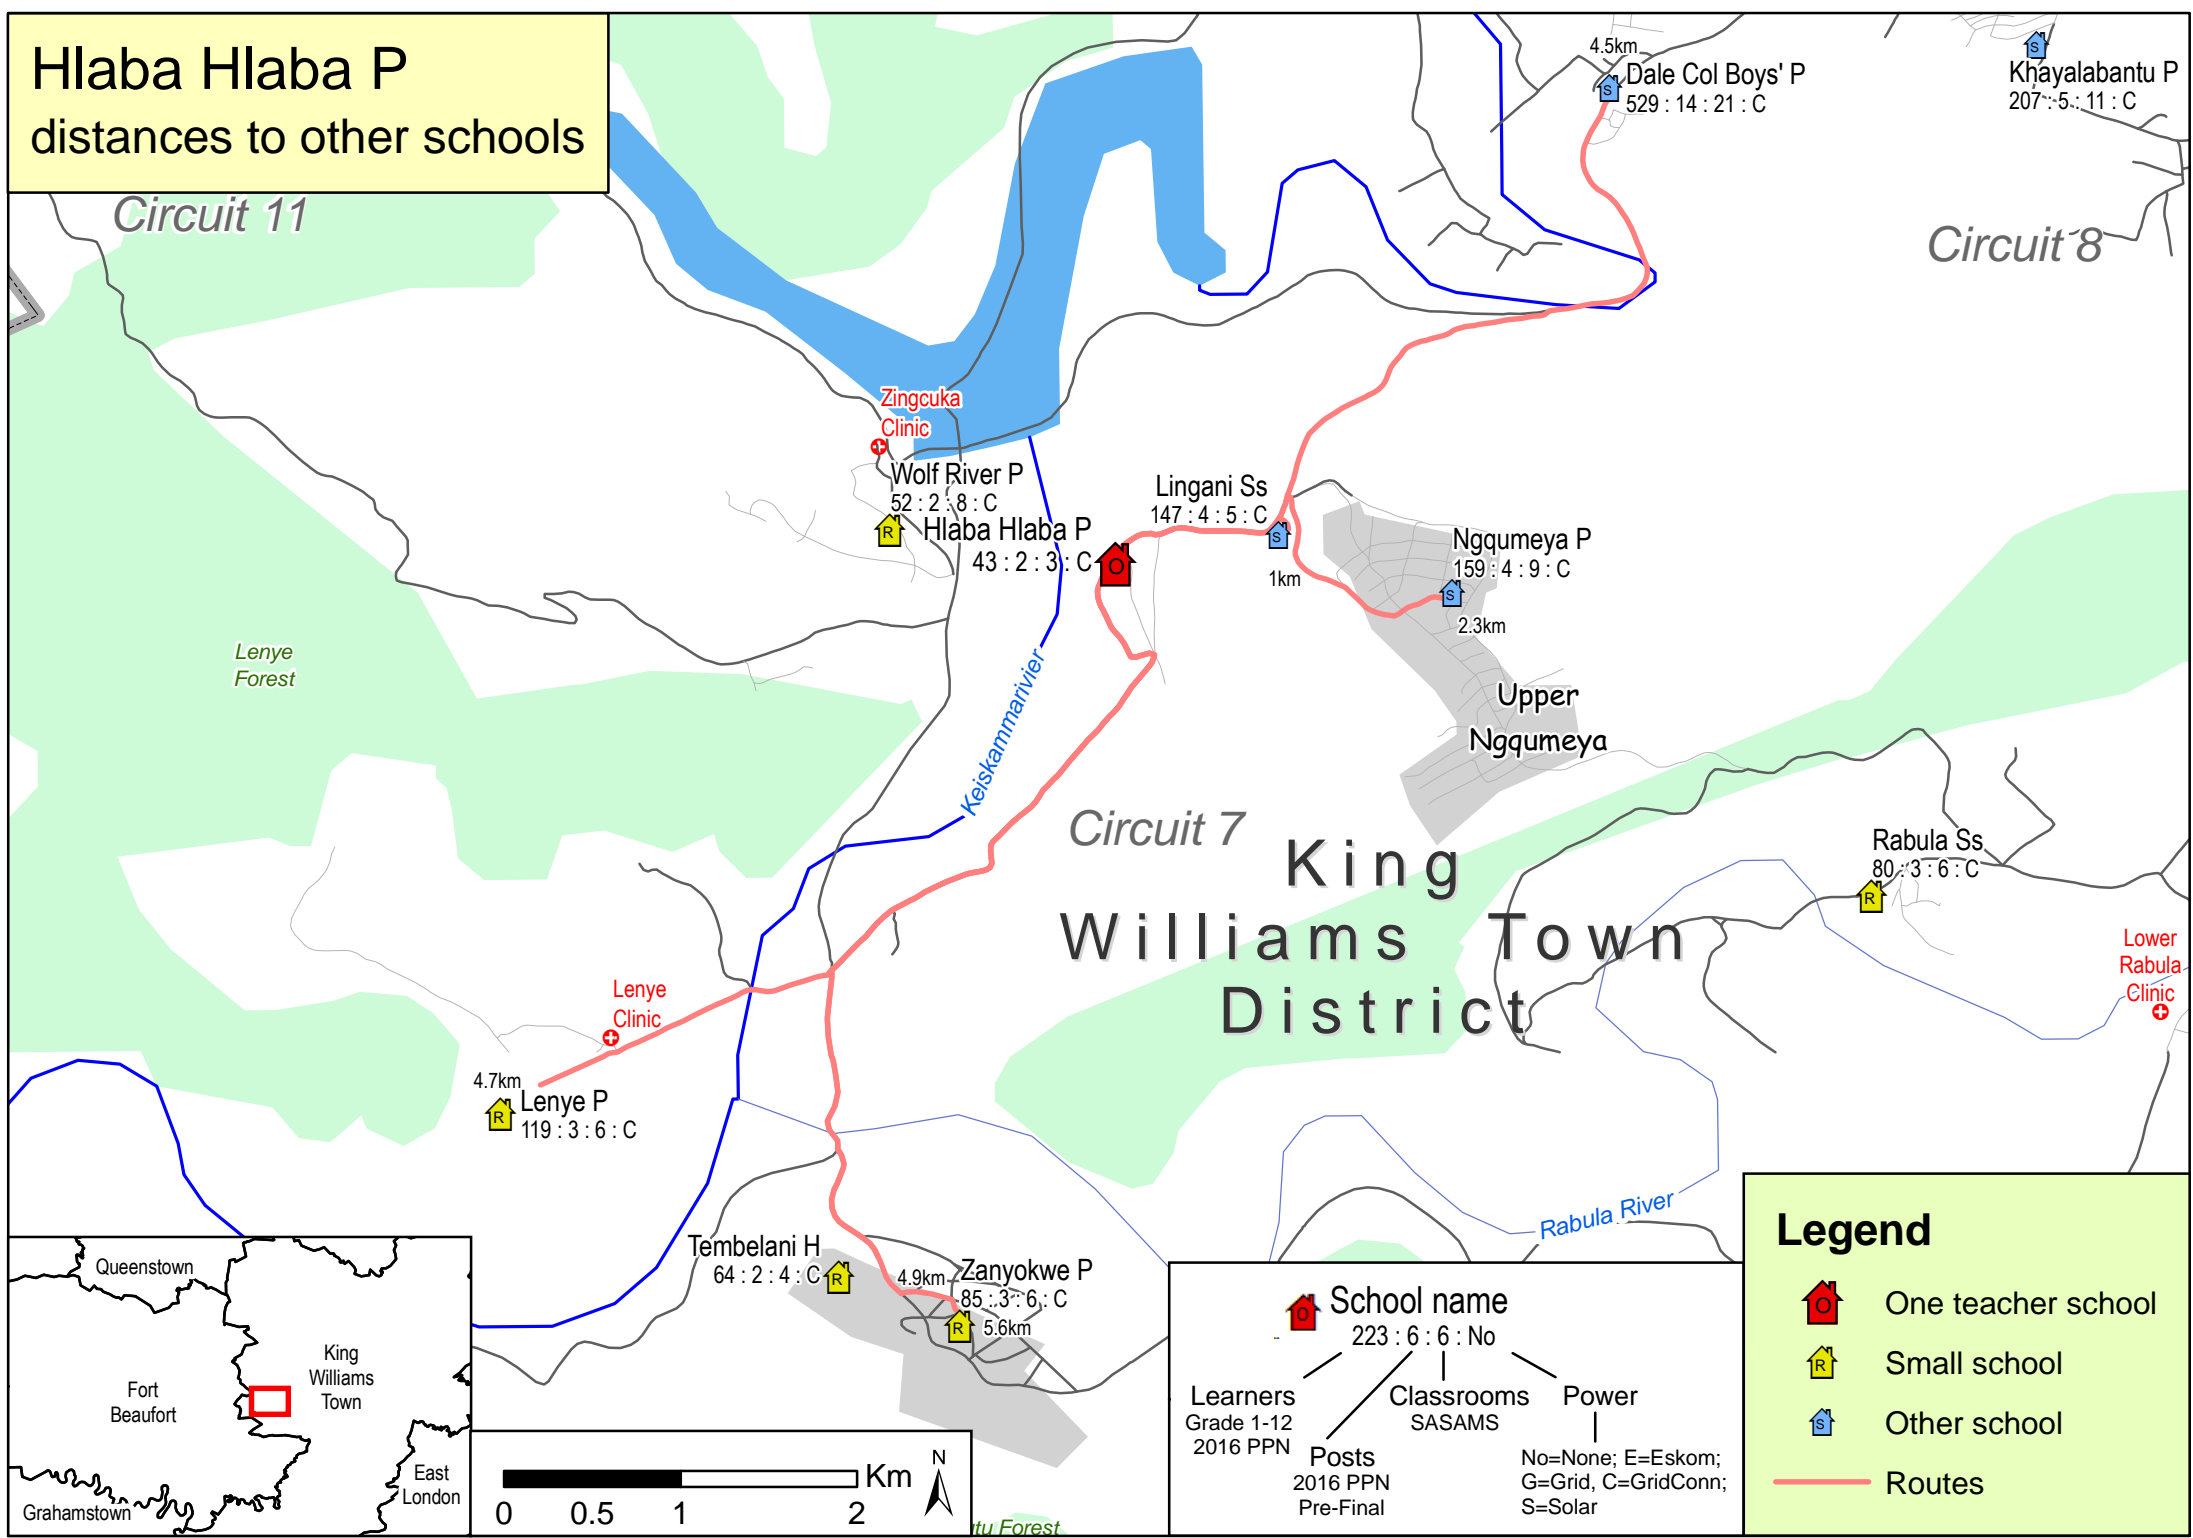 Hlaba Hlaba P
distances to other schools
Circuit 11
4.5km
Dale Col Boys' P
529 : 14 : 21 : C
S
S
Khayalabantu P
207 : 5 : 11 : C
Circuit 8
Zingcuka
Clinic
Wolf River P
52 : 2 : 8 : C
R
Hlaba Hlaba P
43 : 2 : 3 : C
O
Lingani Ss
147 : 4 : 5 : C
S
1km
Ngqumeya P
159 : 4 : 9 : C
S
2.3km
Lenye
Forest
Keiskammarivier
Upper
Ngqumeya
Circuit 7
King
Williams Town
District
Rabula Ss
80 : 3 : 6 : C
R
Lower
Rabula
Clinic
Lenye
Clinic
4.7km
R
Lenye P
119 : 3 : 6 : C
Rabula River
Tembelani H
64 : 2 : 4 : C
R
4.9km
Zanyokwe P
85 : 3 : 6 : C
R
5.6km
Queenstown
King
Williams
Town
Fort
Beaufort
East
London
Grahamstown
0 0.5 1 2
Km
N
utu Forest
O
School name
223 : 6 : 6 : No
Learners
Grade 1-12
2016 PPN
Posts
2016 PPN
Pre-Final
Classrooms
SASAMS
Power
No=None; E=Eskom;
G=Grid, C=GridConn;
S=Solar
Legend
O
One teacher school
R
Small school
S
Other school
Routes